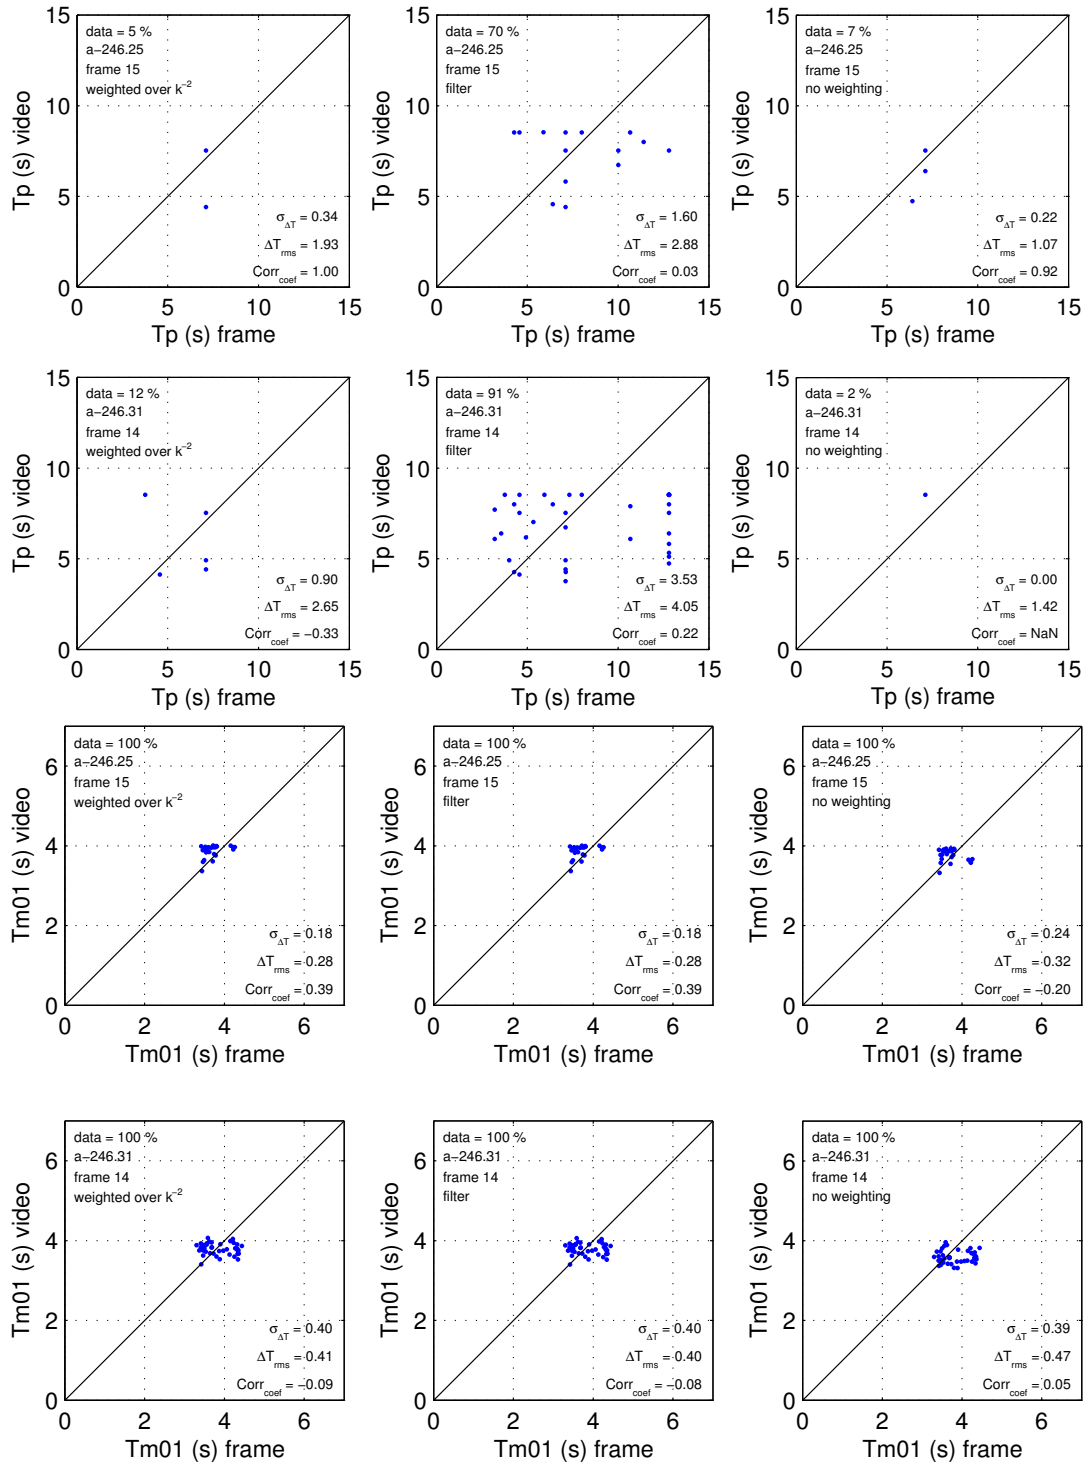 data = 5 %
a−246.25
frame 15
weighted over k⁻²
σ_ΔT = 0.34
ΔT_rms = 1.93
Corr_coef = 1.00
15
10
5
0
0 5 10 15
Tp (s) video
Tp (s) frame
data = 70 %
a−246.25
frame 15
filter
σ_ΔT = 1.60
ΔT_rms = 2.88
Corr_coef = 0.03
15
10
5
0
0 5 10 15
Tp (s) video
Tp (s) frame
data = 7 %
a−246.25
frame 15
no weighting
σ_ΔT = 0.22
ΔT_rms = 1.07
Corr_coef = 0.92
15
10
5
0
0 5 10 15
Tp (s) video
Tp (s) frame
data = 12 %
a−246.31
frame 14
weighted over k⁻²
σ_ΔT = 0.90
ΔT_rms = 2.65
Corr_coef = −0.33
15
10
5
0
0 5 10 15
Tp (s) video
Tp (s) frame
data = 91 %
a−246.31
frame 14
filter
σ_ΔT = 3.53
ΔT_rms = 4.05
Corr_coef = 0.22
15
10
5
0
0 5 10 15
Tp (s) video
Tp (s) frame
data = 2 %
a−246.31
frame 14
no weighting
σ_ΔT = 0.00
ΔT_rms = 1.42
Corr_coef = NaN
15
10
5
0
0 5 10 15
Tp (s) video
Tp (s) frame
data = 100 %
a−246.25
frame 15
weighted over k⁻²
σ_ΔT = 0.18
ΔT_rms = 0.28
Corr_coef = 0.39
6
4
2
0
0 2 4 6
Tm01 (s) video
Tm01 (s) frame
data = 100 %
a−246.25
frame 15
filter
σ_ΔT = 0.18
ΔT_rms = 0.28
Corr_coef = 0.39
6
4
2
0
0 2 4 6
Tm01 (s) video
Tm01 (s) frame
data = 100 %
a−246.25
frame 15
no weighting
σ_ΔT = 0.24
ΔT_rms = 0.32
Corr_coef = −0.20
6
4
2
0
0 2 4 6
Tm01 (s) video
Tm01 (s) frame
data = 100 %
a−246.31
frame 14
weighted over k⁻²
σ_ΔT = 0.40
ΔT_rms = 0.41
Corr_coef = −0.09
6
4
2
0
0 2 4 6
Tm01 (s) video
Tm01 (s) frame
data = 100 %
a−246.31
frame 14
filter
σ_ΔT = 0.40
ΔT_rms = 0.40
Corr_coef = −0.08
6
4
2
0
0 2 4 6
Tm01 (s) video
Tm01 (s) frame
data = 100 %
a−246.31
frame 14
no weighting
σ_ΔT = 0.39
ΔT_rms = 0.47
Corr_coef = 0.05
6
4
2
0
0 2 4 6
Tm01 (s) video
Tm01 (s) frame